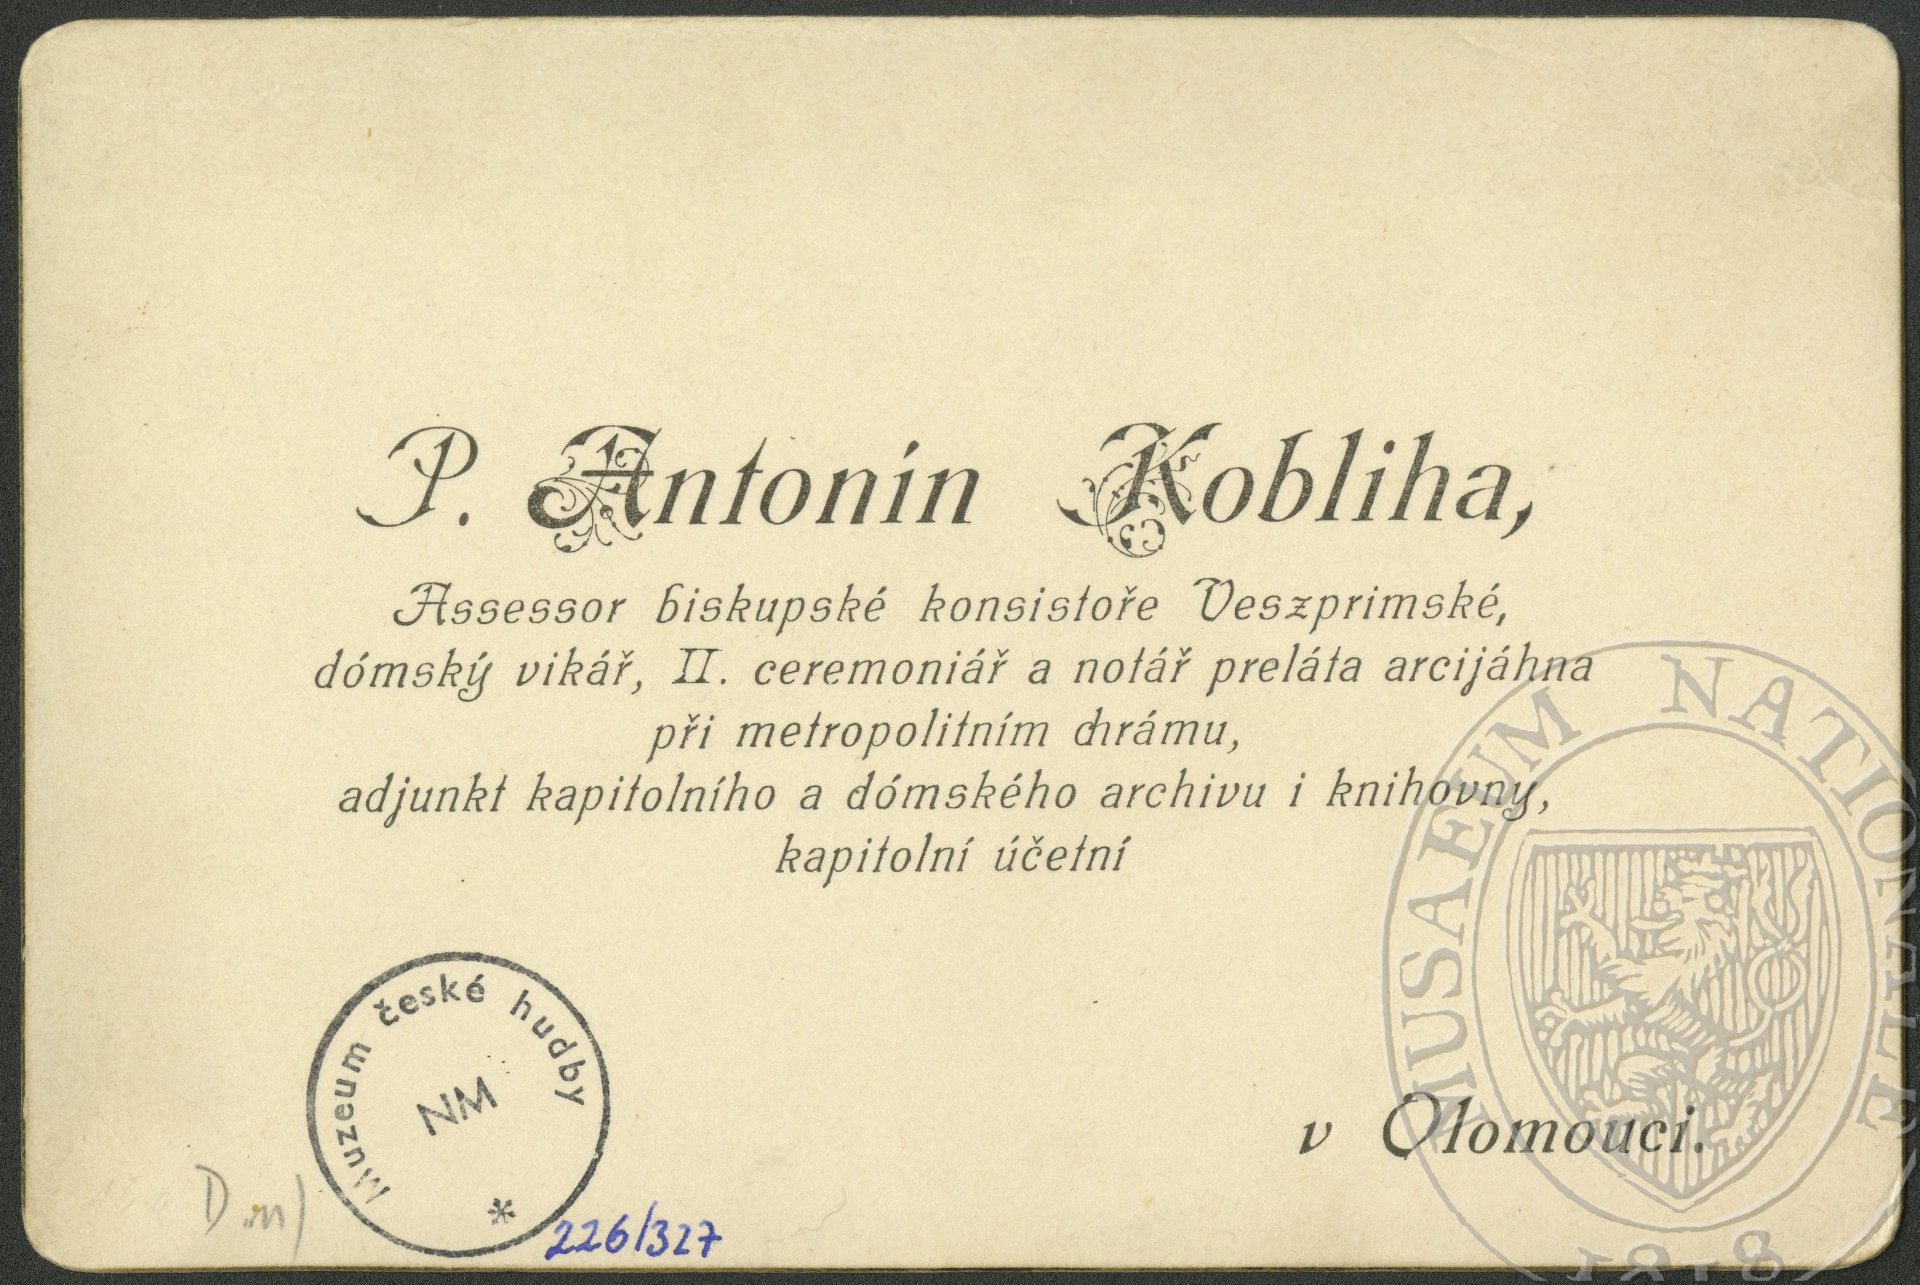 P. Antonín Kobliha,
Assessor biskupské konsistoře Veszprimské,
dómský vikář, II. ceremoniář a notář preláta arcijáhna
při metropolitním chrámu,
adjunkt kapitolního a dómského archivu i knihovny,
kapitolní účetní
v Olomouci.
Muzeum české hudby
NM
*
226/327
MUSAEUM NATIONALE
1818